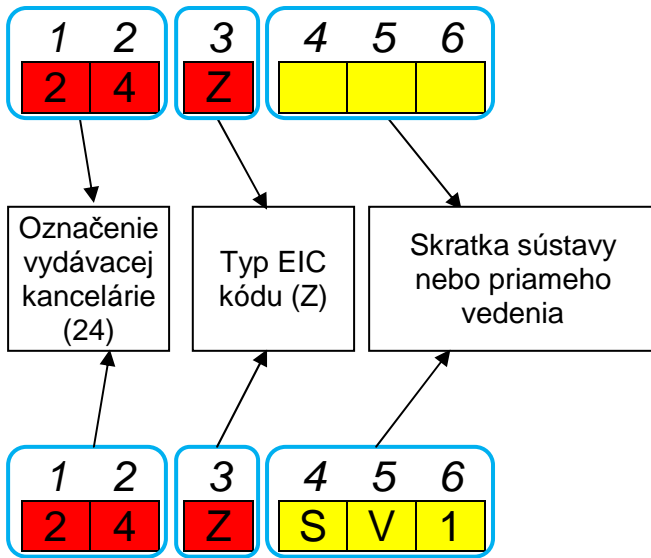 1 2 3 4 5 6
2 4 Z
Označenie
vydávacej
kancelárie
(24)
Typ EIC
kódu (Z)
Skratka sústavy
nebo priameho
vedenia
1 2 3 4 5 6
2 4 Z S V 1